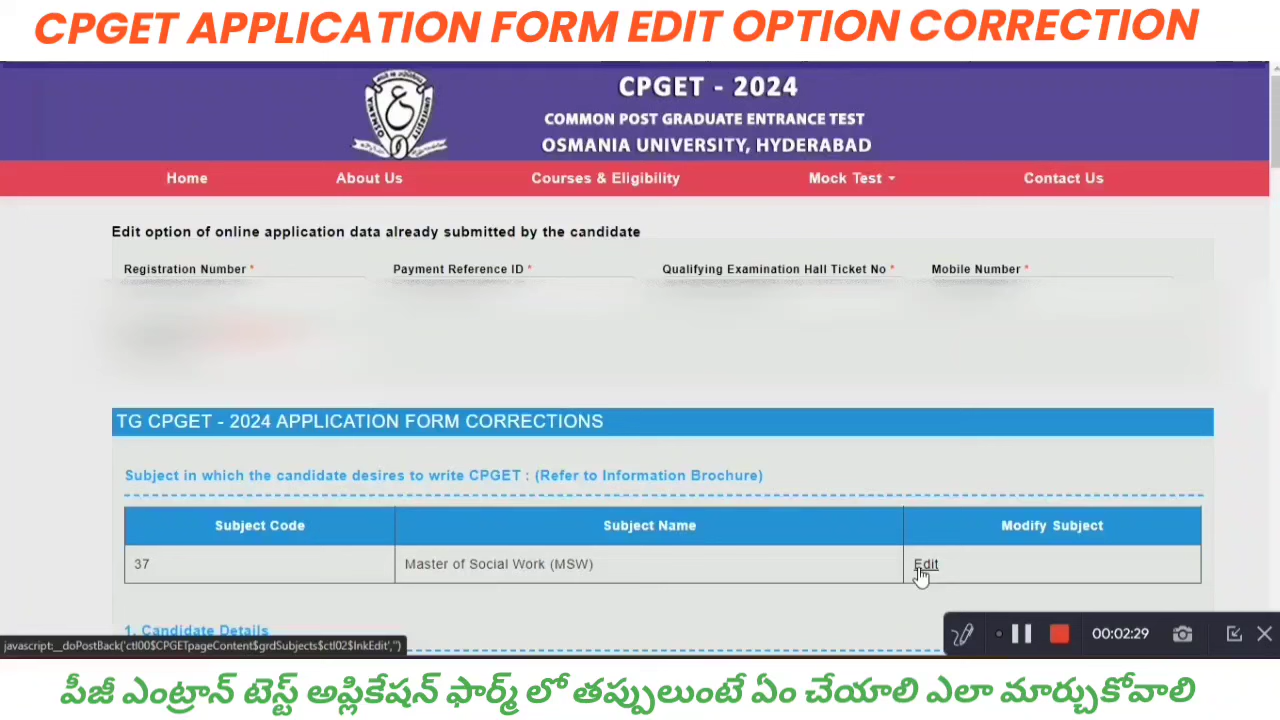 CPGET APPLICATION FORM EDIT OPTION CORRECTION
CPGET - 2024
COMMON POST GRADUATE ENTRANCE TEST
OSMANIA UNIVERSITY, HYDERABAD
Home About Us Courses & Eligibility Mock Test Contact Us
Edit option of online application data already submitted by the candidate
Registration Number * Payment Reference ID * Qualifying Examination Hall Ticket No * Mobile Number *
TG CPGET - 2024 APPLICATION FORM CORRECTIONS
Subject in which the candidate desires to write CPGET : (Refer to Information Brochure)
Subject Code Subject Name Modify Subject
37 Master of Social Work (MSW) Edit
1. Candidate Details
javascript:__doPostBack('ctl00$CPGETpageContent$grdSubjects$ctl02$lnkEdit','')
00:02:29
పీజీ ఎంట్రాన్ టెస్ట్ అప్లికేషన్ ఫార్మ్ లో తప్పులుంటే ఏం చేయాలి ఎలా మార్చుకోవాలి